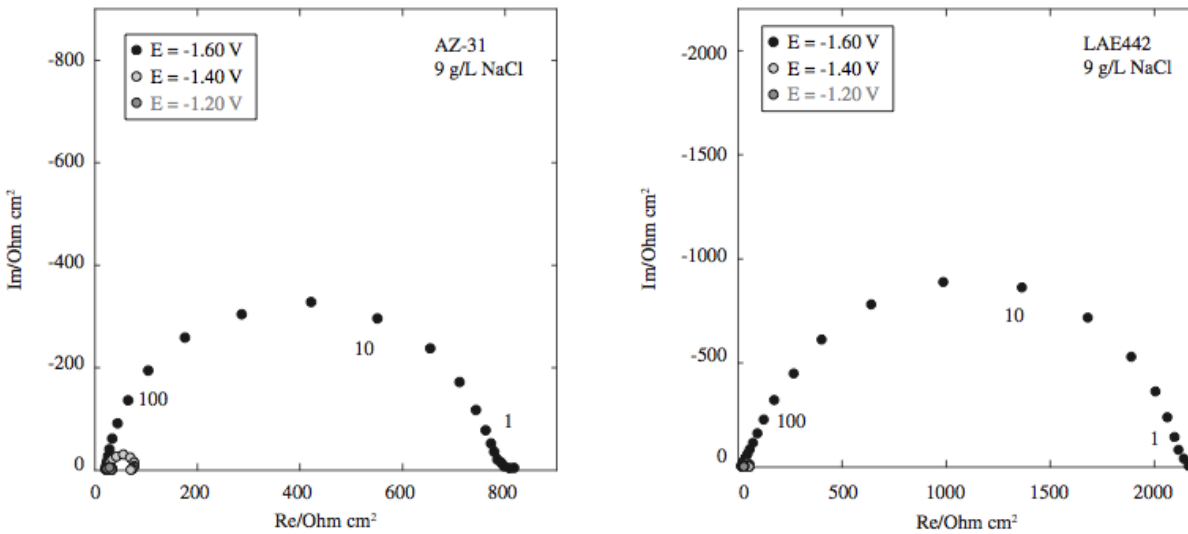 E = -1.60 V
E = -1.40 V
E = -1.20 V
AZ-31
9 g/L NaCl
-800
-600
-400
-200
0
Im/Ohm cm²
100
10
1
0
200
400
600
800
Re/Ohm cm²
E = -1.60 V
E = -1.40 V
E = -1.20 V
LAE442
9 g/L NaCl
-2200
-1500
-1000
-500
0
Im/Ohm cm²
100
10
1
0
500
1000
1500
2000
Re/Ohm cm²